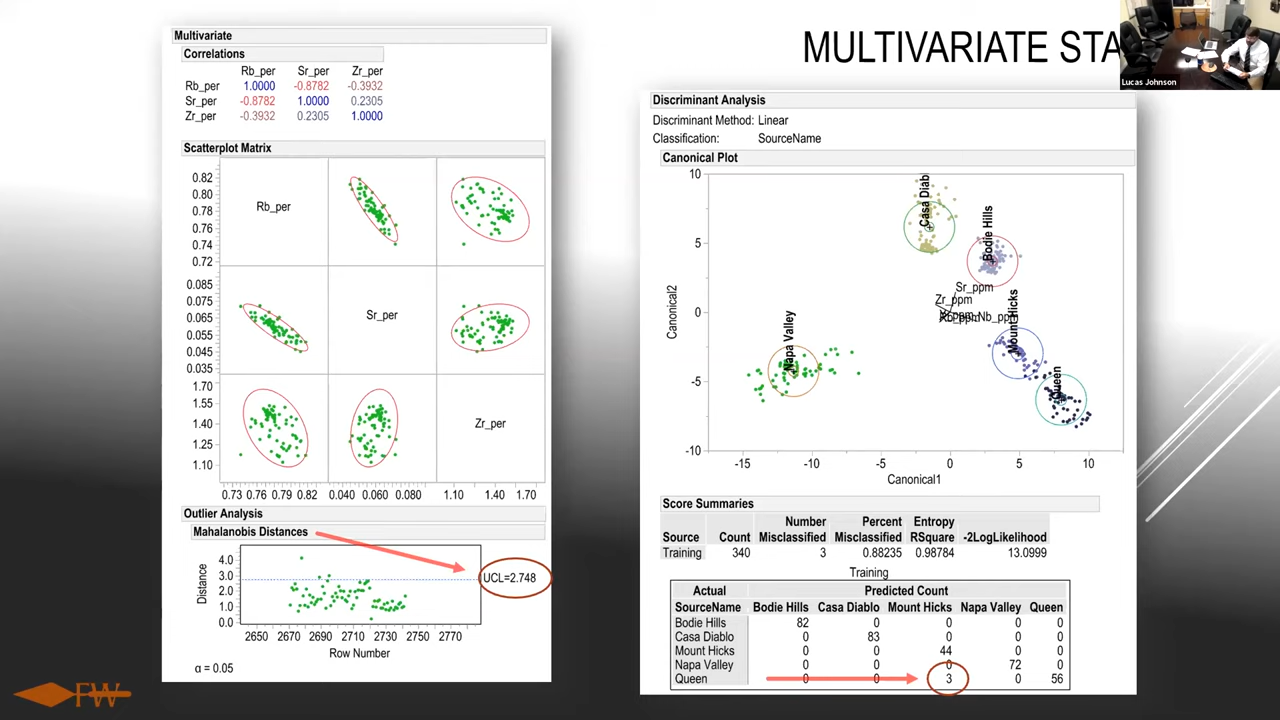 MULTIVARIATE STA
Lucas Johnson
Multivariate
Correlations
Rb_per Sr_per Zr_per
Rb_per 1.0000 -0.8782 -0.3932
Sr_per -0.8782 1.0000 0.2305
Zr_per -0.3932 0.2305 1.0000
Scatterplot Matrix
0.82
0.80
0.78
0.76
0.74
0.72
Rb_per
0.085
0.075
0.065
0.055
0.045
0.035
Sr_per
1.70
1.55
1.40
1.25
1.10
Zr_per
0.73 0.76 0.79 0.82 0.040 0.060 0.080 1.10 1.40 1.70
Outlier Analysis
Mahalanobis Distances
Distance
4.0
3.0
2.0
1.0
0.0
UCL=2.748
2650 2670 2690 2710 2730 2750 2770
Row Number
α = 0.05
FW
Discriminant Analysis
Discriminant Method: Linear
Classification: SourceName
Canonical Plot
Canonical2
10
5
0
-5
-10
Casa Diab
Bodie Hills
Sr_ppm
Zr_ppm
Nb_ppm
Mount Hicks
Napa Valley
Queen
-15 -10 -5 0 5 10
Canonical1
Score Summaries
Source Count Number Misclassified Percent Misclassified Entropy RSquare -2LogLikelihood
Training 340 3 0.88235 0.98784 13.0999
Training
Actual Predicted Count
SourceName Bodie Hills Casa Diablo Mount Hicks Napa Valley Queen
Bodie Hills 82 0 0 0 0
Casa Diablo 0 83 0 0 0
Mount Hicks 0 0 44 0 0
Napa Valley 0 0 0 72 0
Queen 0 0 3 0 56